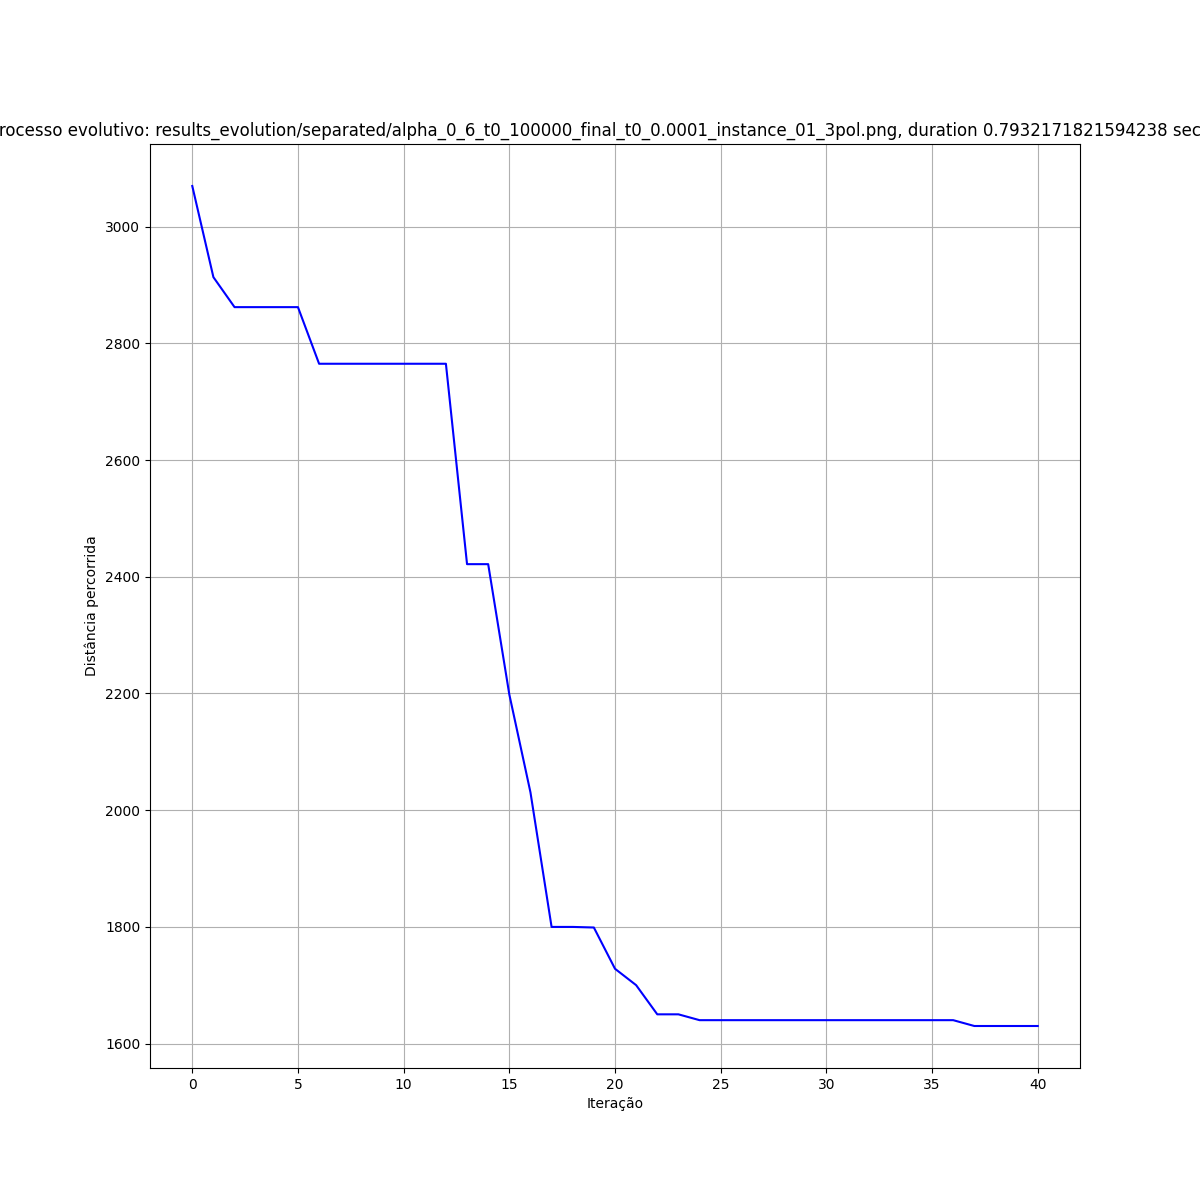 rocesso evolutivo: results_evolution/separated/alpha_0_6_t0_100000_final_t0_0.0001_instance_01_3pol.png, duration 0.7932171821594238 sec
3000
2800
2600
2400
2200
2000
1800
1600
Distância percorrida
0 5 10 15 20 25 30 35 40
Iteração